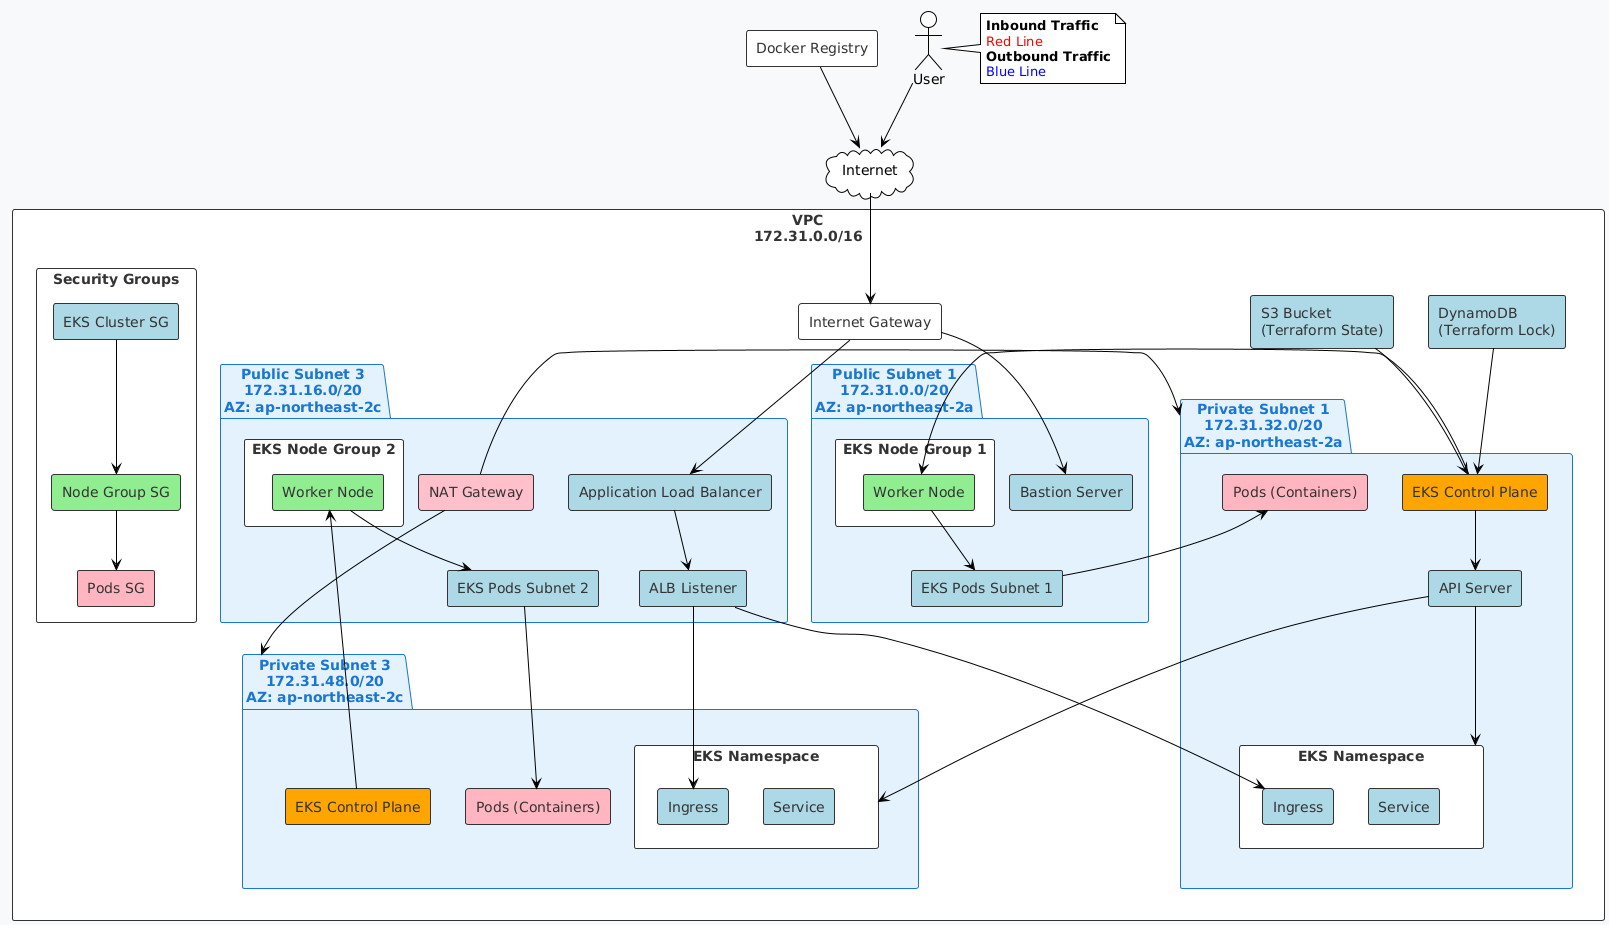 Docker Registry
User
Inbound Traffic
Red Line
Outbound Traffic
Blue Line
Internet
VPC
172.31.0.0/16
Security Groups
EKS Cluster SG
Node Group SG
Pods SG
Internet Gateway
S3 Bucket
(Terraform State)
DynamoDB
(Terraform Lock)
Public Subnet 3
172.31.16.0/20
AZ: ap-northeast-2c
EKS Node Group 2
Worker Node
NAT Gateway
Application Load Balancer
EKS Pods Subnet 2
ALB Listener
Public Subnet 1
172.31.0.0/20
AZ: ap-northeast-2a
EKS Node Group 1
Worker Node
Bastion Server
EKS Pods Subnet 1
Private Subnet 1
172.31.32.0/20
AZ: ap-northeast-2a
Pods (Containers)
EKS Control Plane
API Server
EKS Namespace
Ingress
Service
Private Subnet 3
172.31.48.0/20
AZ: ap-northeast-2c
EKS Control Plane
Pods (Containers)
EKS Namespace
Ingress
Service